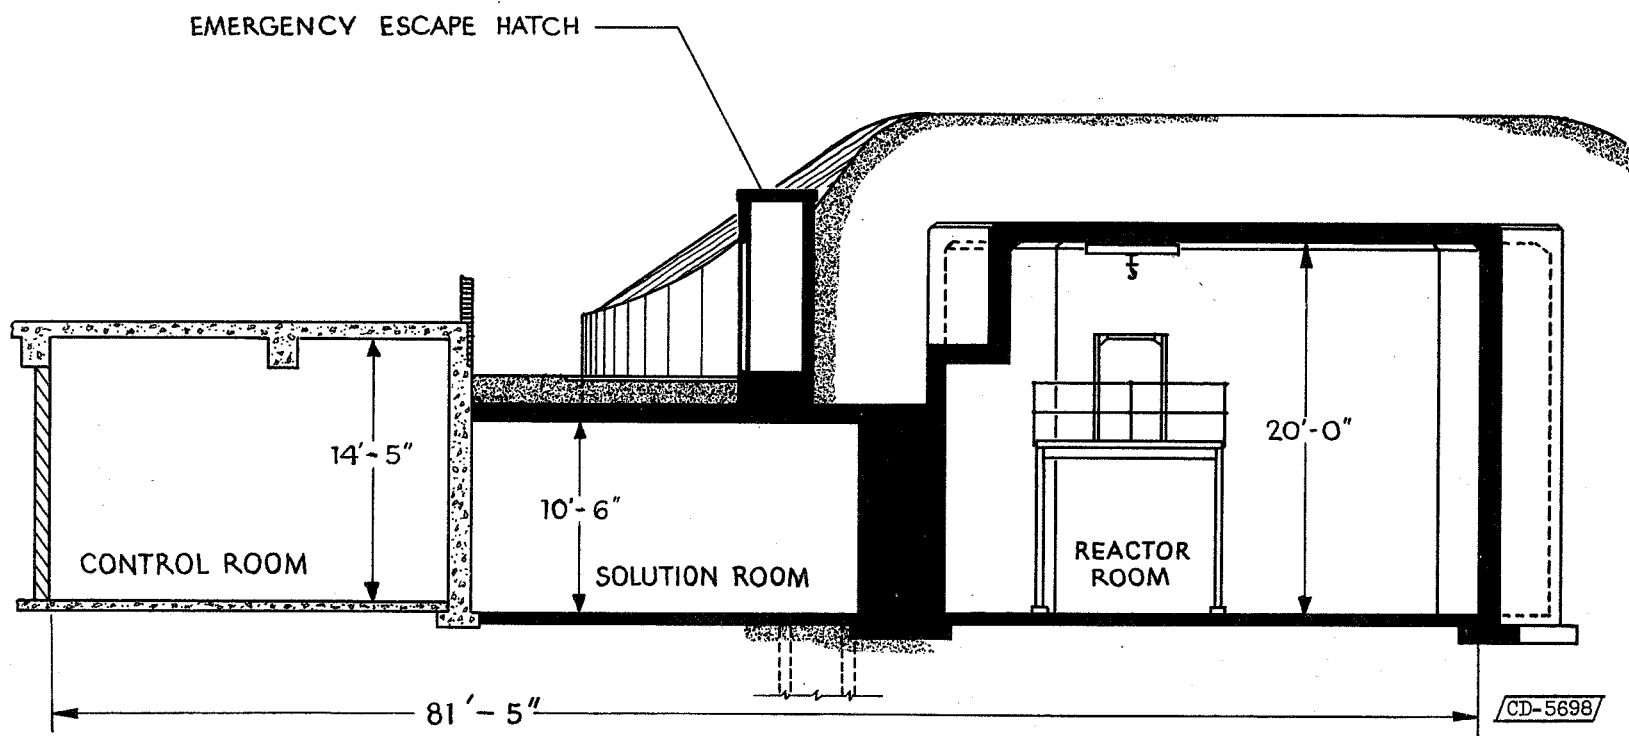 EMERGENCY ESCAPE HATCH
14'-5"
20'-0"
10'-6"
CONTROL ROOM
SOLUTION ROOM
REACTOR
ROOM
81'-5"
CD-5698